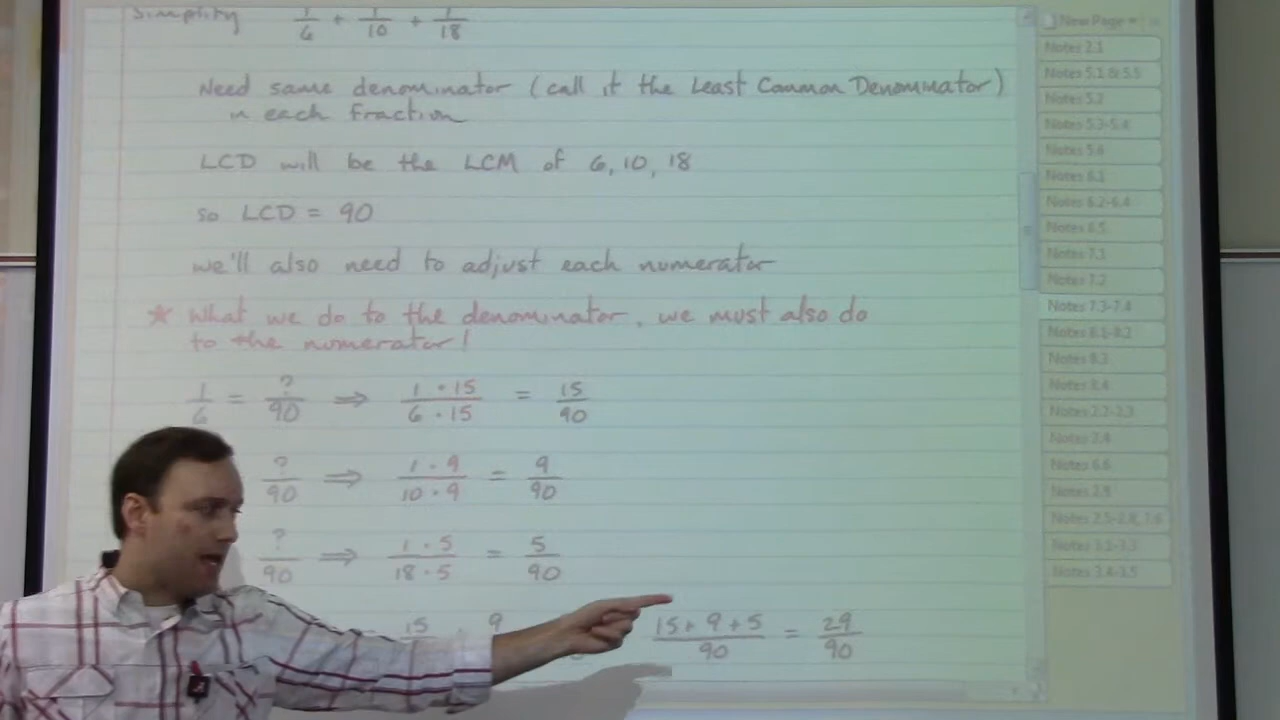 Simplify 1/6 + 1/10 + 1/18
Need same denominator (call it the Least Common Denominator)
in each fraction
LCD will be the LCM of 6, 10, 18
so LCD = 90
we'll also need to adjust each numerator
* What we do to the denominator, we must also do
to the numerator!
1/6 = ?/90 ⇒ 1 · 15/6 · 15 = 15/90
?/90 ⇒ 1 · 9/10 · 9 = 9/90
?/90 ⇒ 1 · 5/18 · 5 = 5/90
15 9 15 + 9 + 5/90 = 29/90
New Page
Notes 2.1
Notes 5.1 & 5.5
Notes 5.2
Notes 5.3-5.4
Notes 5.6
Notes 6.1
Notes 6.2-6.4
Notes 6.5
Notes 7.1
Notes 7.2
Notes 7.3-7.4
Notes 8.1-8.2
Notes 8.3
Notes 8.4
Notes 2.2-2.3
Notes 2.4
Notes 6.6
Notes 2.9
Notes 2.5-2.8, 7.6
Notes 3.1-3.3
Notes 3.4-3.5